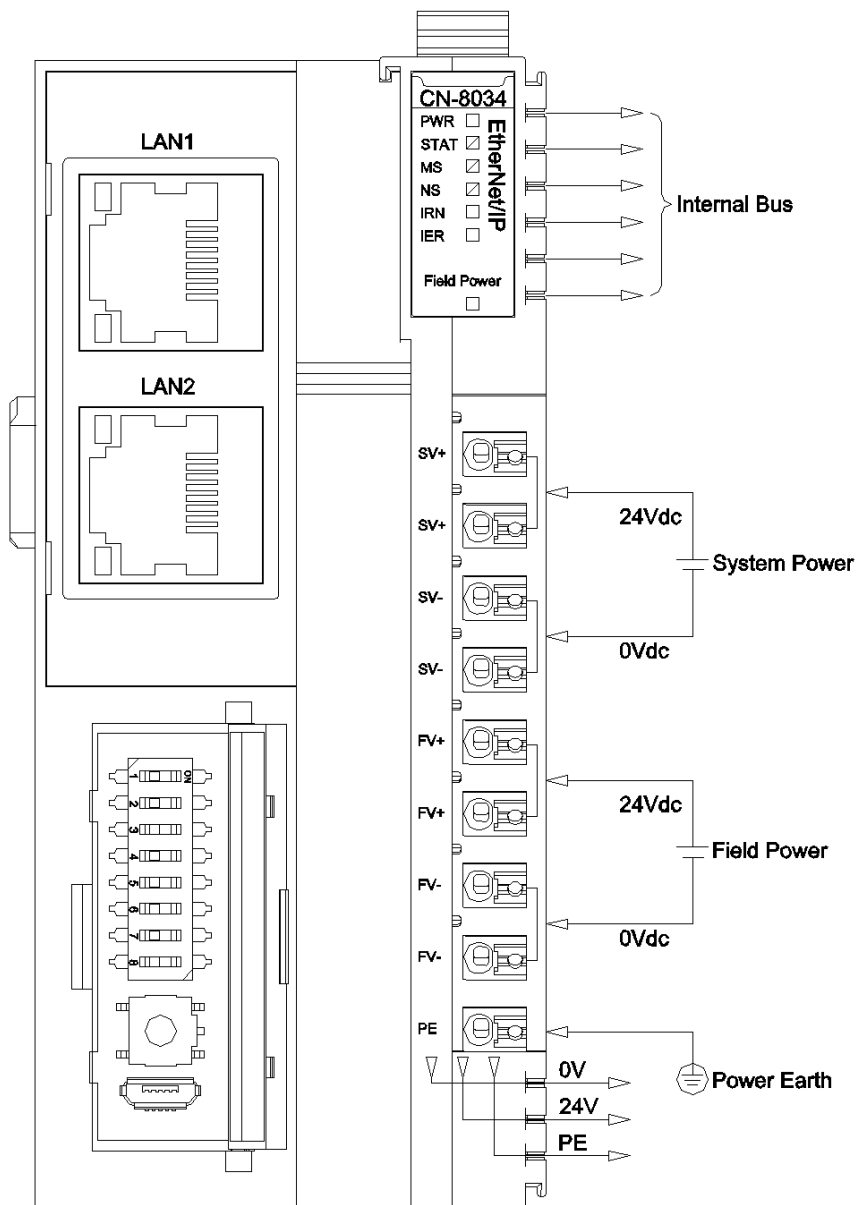 CN-8034
PWR
STAT
MS
NS
IRN
IER
EtherNet/IP
Field Power
LAN1
LAN2
Internal Bus
SV+
SV+
SV-
SV-
FV+
FV+
FV-
FV-
PE
24Vdc
System Power
0Vdc
24Vdc
Field Power
0Vdc
Power Earth
0V
24V
PE
ON
1
2
3
4
5
6
7
8